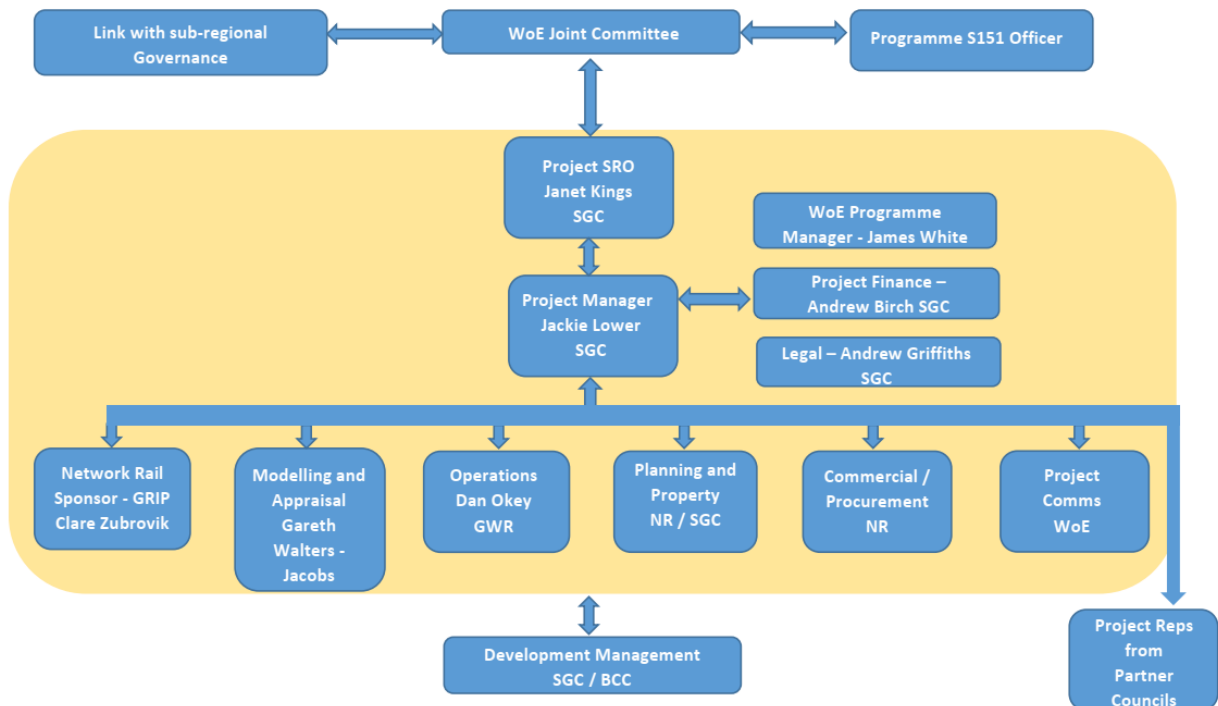 Link with sub-regional
Governance
WoE Joint Committee
Programme S151 Officer
Project SRO
Janet Kings
SGC
WoE Programme
Manager - James White
Project Manager
Jackie Lower
SGC
Project Finance –
Andrew Birch SGC
Legal – Andrew Griffiths
SGC
Network Rail
Sponsor - GRIP
Clare Zubrovik
Modelling and
Appraisal
Gareth
Walters -
Jacobs
Operations
Dan Okey
GWR
Planning and
Property
NR / SGC
Commercial /
Procurement
NR
Project
Comms
WoE
Development Management
SGC / BCC
Project Reps
from
Partner
Councils